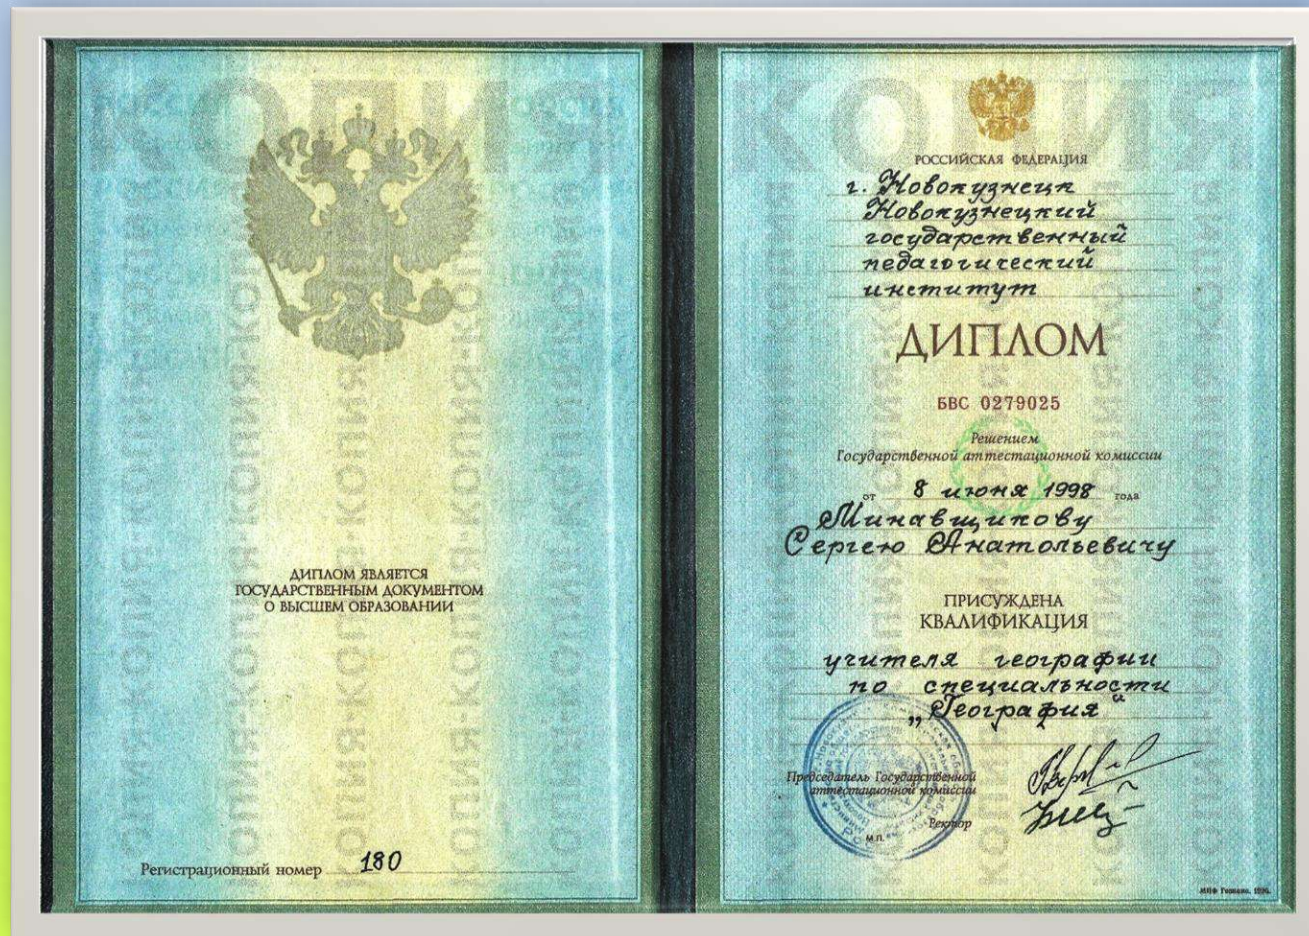 КОПИЯ
ДИПЛОМ ЯВЛЯЕТСЯ
ГОСУДАРСТВЕННЫМ ДОКУМЕНТОМ
О ВЫСШЕМ ОБРАЗОВАНИИ
Регистрационный номер 180
КОПИЯ
РОССИЙСКАЯ ФЕДЕРАЦИЯ
г. Новокузнецк
Новокузнецкий
государственный
педагогический
институт
ДИПЛОМ
БВС 0279025
Решением
Государственной аттестационной комиссии
от 8 июня 1998 года
Минавщикову
Сергею Анатольевичу
ПРИСУЖДЕНА
КВАЛИФИКАЦИЯ
учителя географии
по специальности
„География“
Председатель Государственной
аттестационной комиссии
Ректор
М.П.